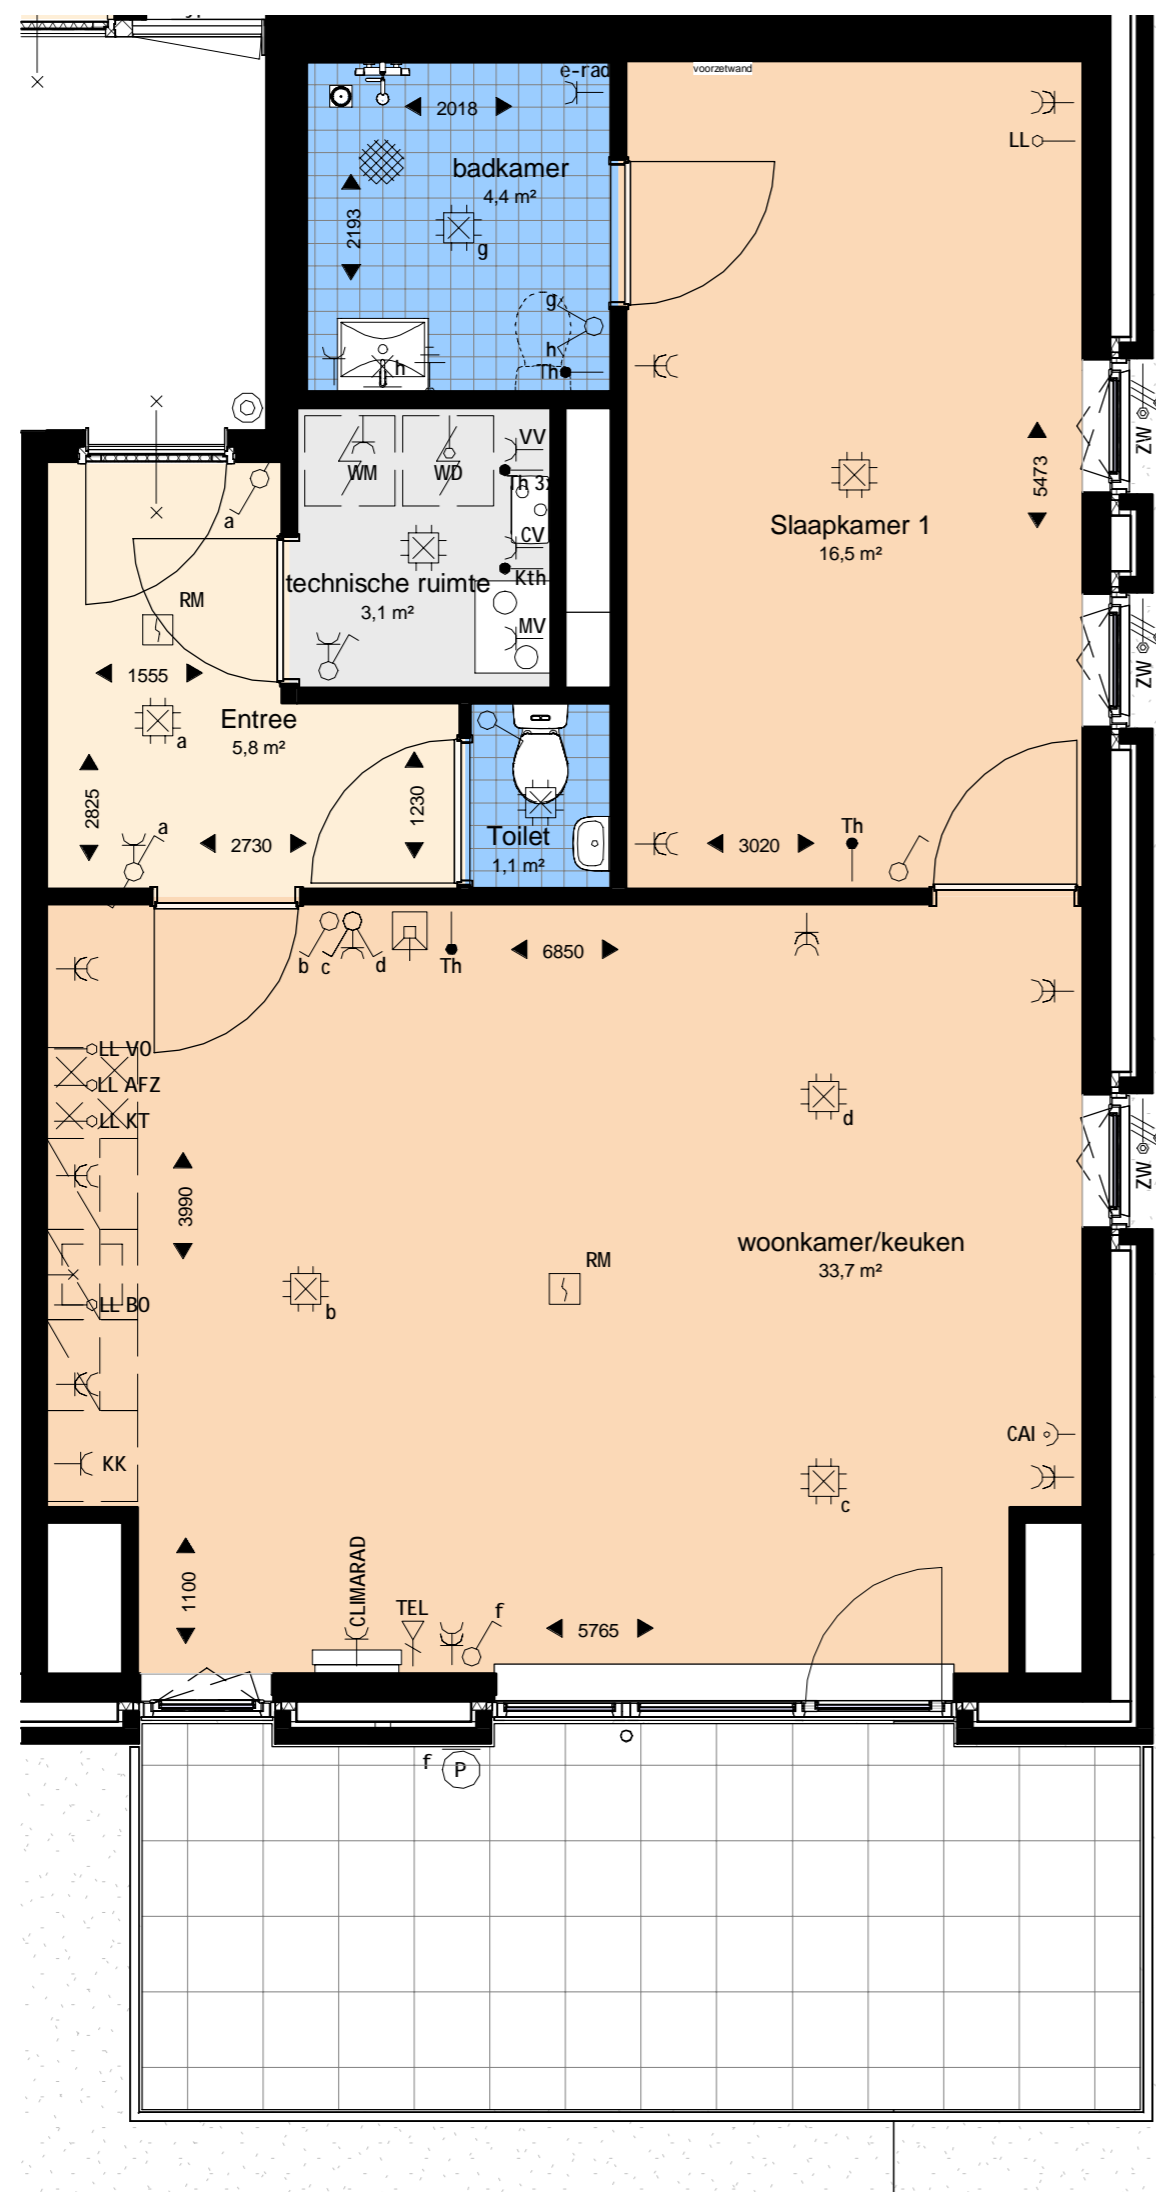 voorzetwand
e-rad
2018
LL
badkamer
4,4 m²
2193
g
g
h
h
Th
ZW
VV
WM
WD
Th 3x
5473
a
CV
Slaapkamer 1
16,5 m²
technische ruimte
3,1 m²
Kth
RM
MV
ZW
1555
Entree
5,8 m²
a
2825
1230
a
2730
Toilet
1,1 m²
3020
Th
b
c
d
Th
6850
LL VO
LL AFZ
LL KT
d
ZW
3990
woonkamer/keuken
33,7 m²
RM
LL BO
b
CAI
KK
c
CLIMARAD
1100
TEL
f
5765
f
P